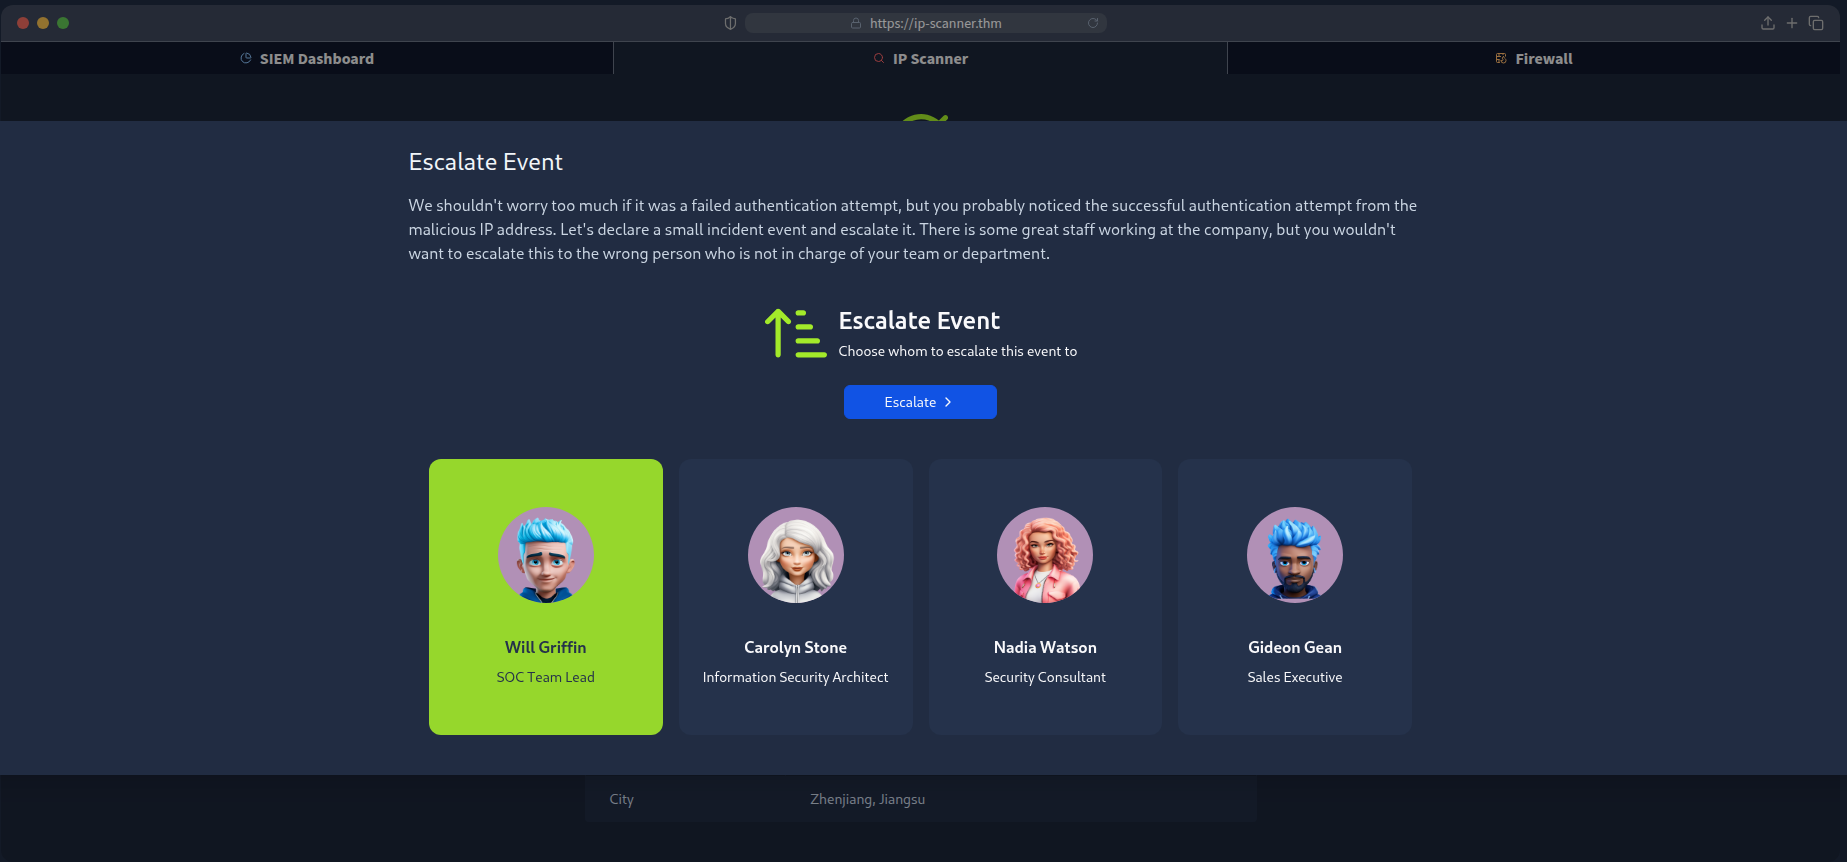 https://ip-scanner.thm
SIEM Dashboard
IP Scanner
Firewall
Escalate Event
We shouldn't worry too much if it was a failed authentication attempt, but you probably noticed the successful authentication attempt from the
malicious IP address. Let's declare a small incident event and escalate it. There is some great staff working at the company, but you wouldn't
want to escalate this to the wrong person who is not in charge of your team or department.
Escalate Event
Choose whom to escalate this event to
Escalate
Will Griffin
SOC Team Lead
Carolyn Stone
Information Security Architect
Nadia Watson
Security Consultant
Gideon Gean
Sales Executive
City
Zhenjiang, Jiangsu